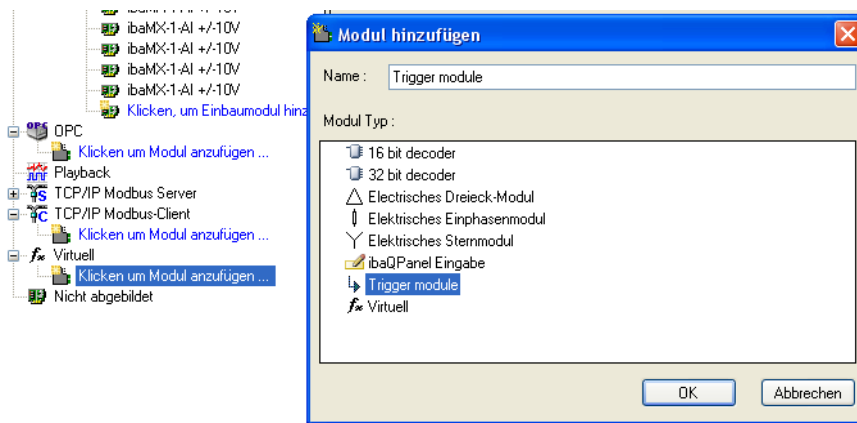 ibaMX-1-AI +/-10V
ibaMX-1-AI +/-10V
ibaMX-1-AI +/-10V
ibaMX-1-AI +/-10V
Klicken, um Einbaumodul hinz
OPC
Klicken um Modul anzufügen ...
Playback
TCP/IP Modbus Server
TCP/IP Modbus-Client
Klicken um Modul anzufügen ...
Virtuell
Klicken um Modul anzufügen ...
Nicht abgebildet
Modul hinzufügen
Name : Trigger module
Modul Typ :
16 bit decoder
32 bit decoder
Electrisches Dreieck-Modul
Elektrisches Einphasenmodul
Elektrisches Sternmodul
ibaQPanel Eingabe
Trigger module
Virtuell
OK Abbrechen